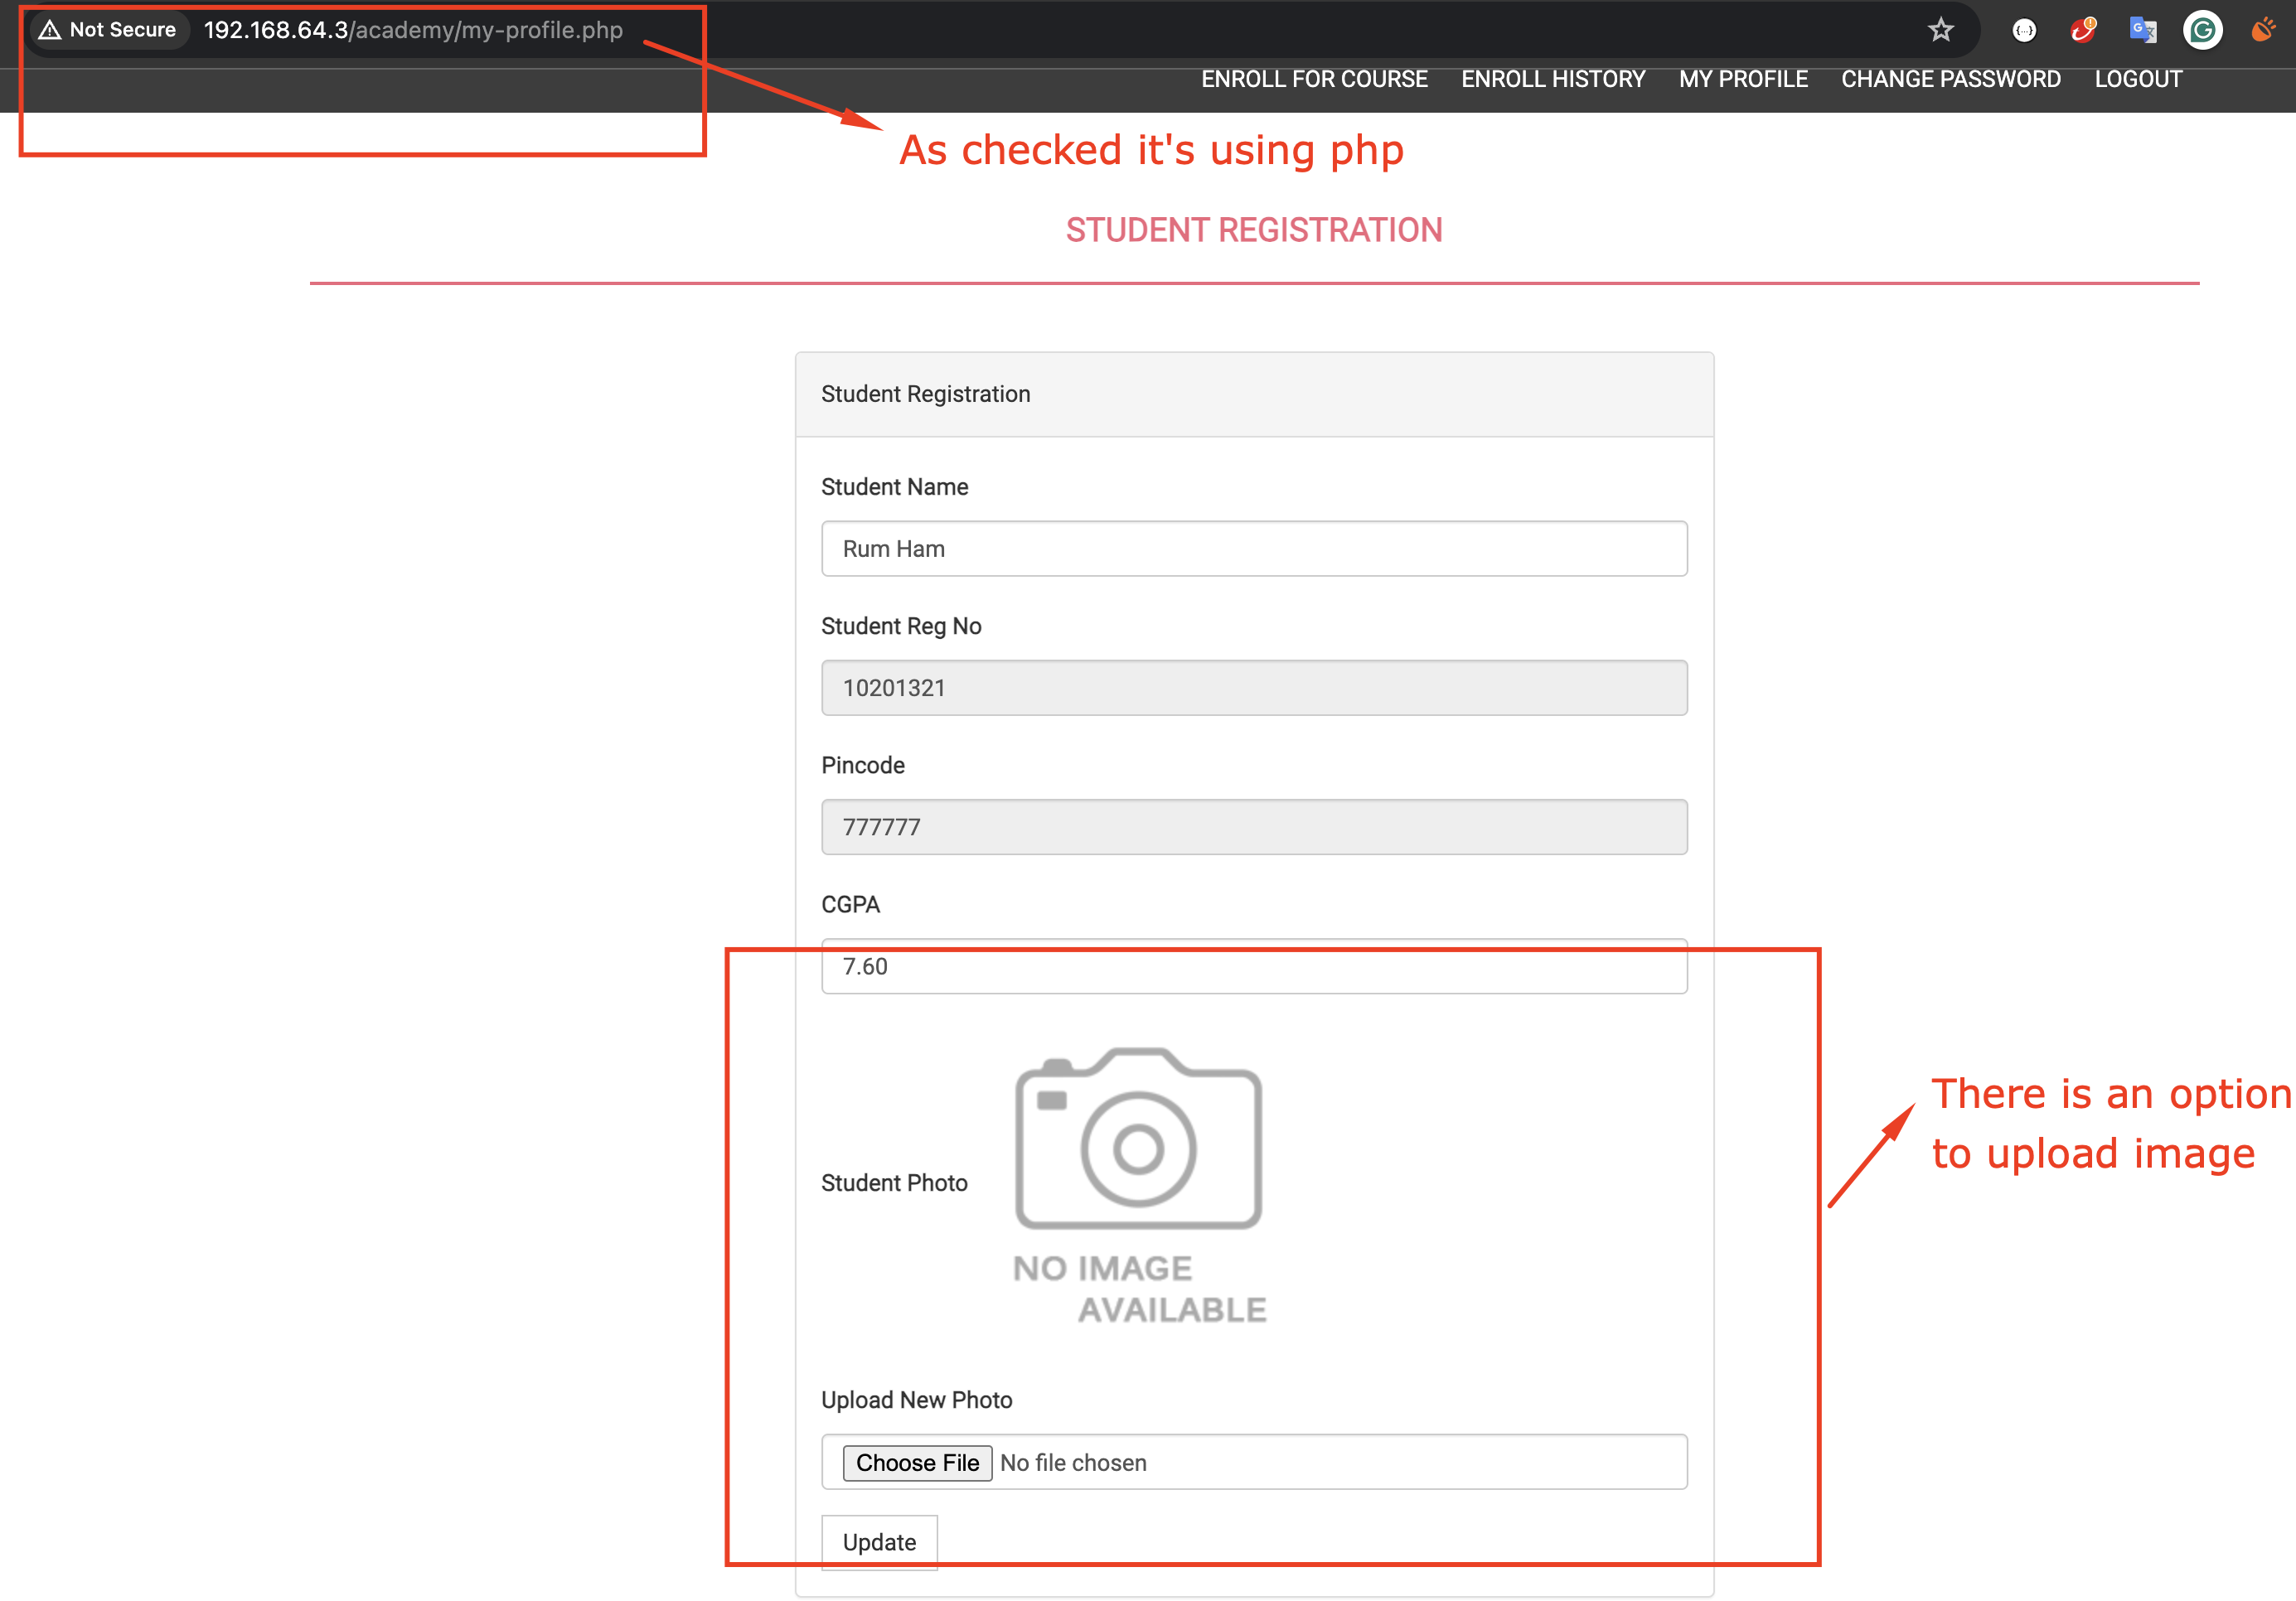 Not Secure 192.168.64.3/academy/my-profile.php
ENROLL FOR COURSE ENROLL HISTORY MY PROFILE CHANGE PASSWORD LOGOUT
As checked it's using php
STUDENT REGISTRATION
Student Registration
Student Name
Rum Ham
Student Reg No
10201321
Pincode
777777
CGPA
7.60
Student Photo
NO IMAGE
AVAILABLE
There is an option
to upload image
Upload New Photo
Choose File No file chosen
Update